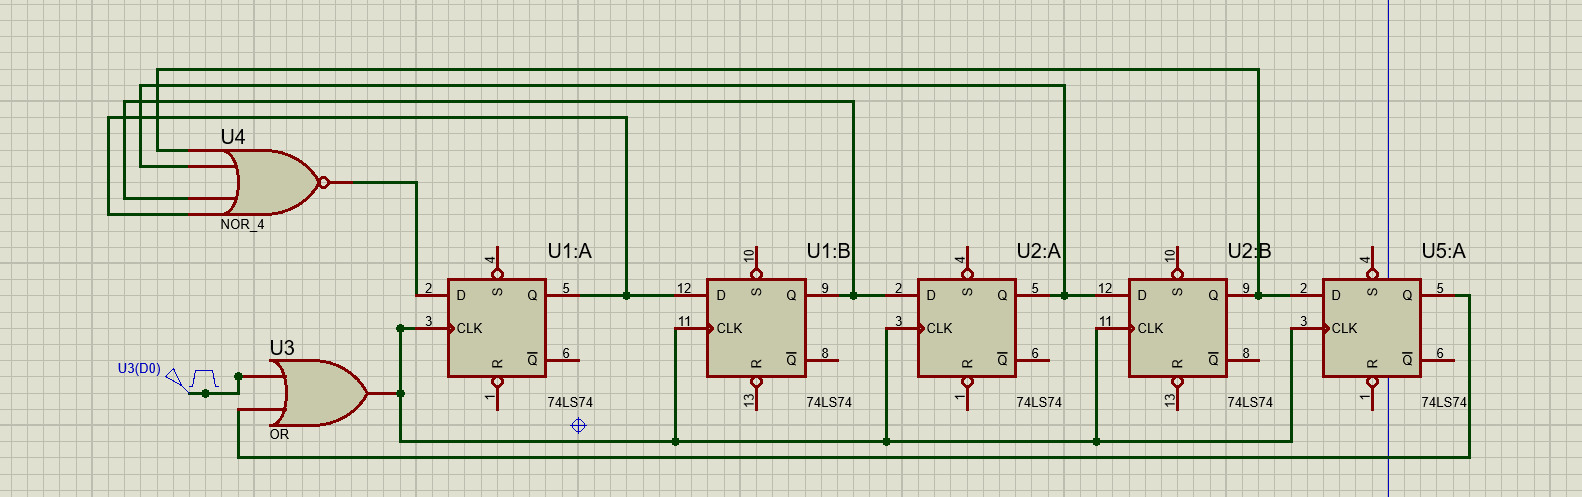 U4
NOR_4
U1:A
U1:B
U2:A
U2:B
U5:A
4
10
4
10
4
2 D S Q 5
12 D S Q 9
2 D S Q 5
12 D S Q 9
2 D S Q 5
3 CLK
11 CLK
3 CLK
11 CLK
3 CLK
R Q 6
R Q 8
R Q 6
R Q 8
R Q 6
1
13
1
13
1
74LS74
74LS74
74LS74
74LS74
74LS74
U3
U3(D0)
OR